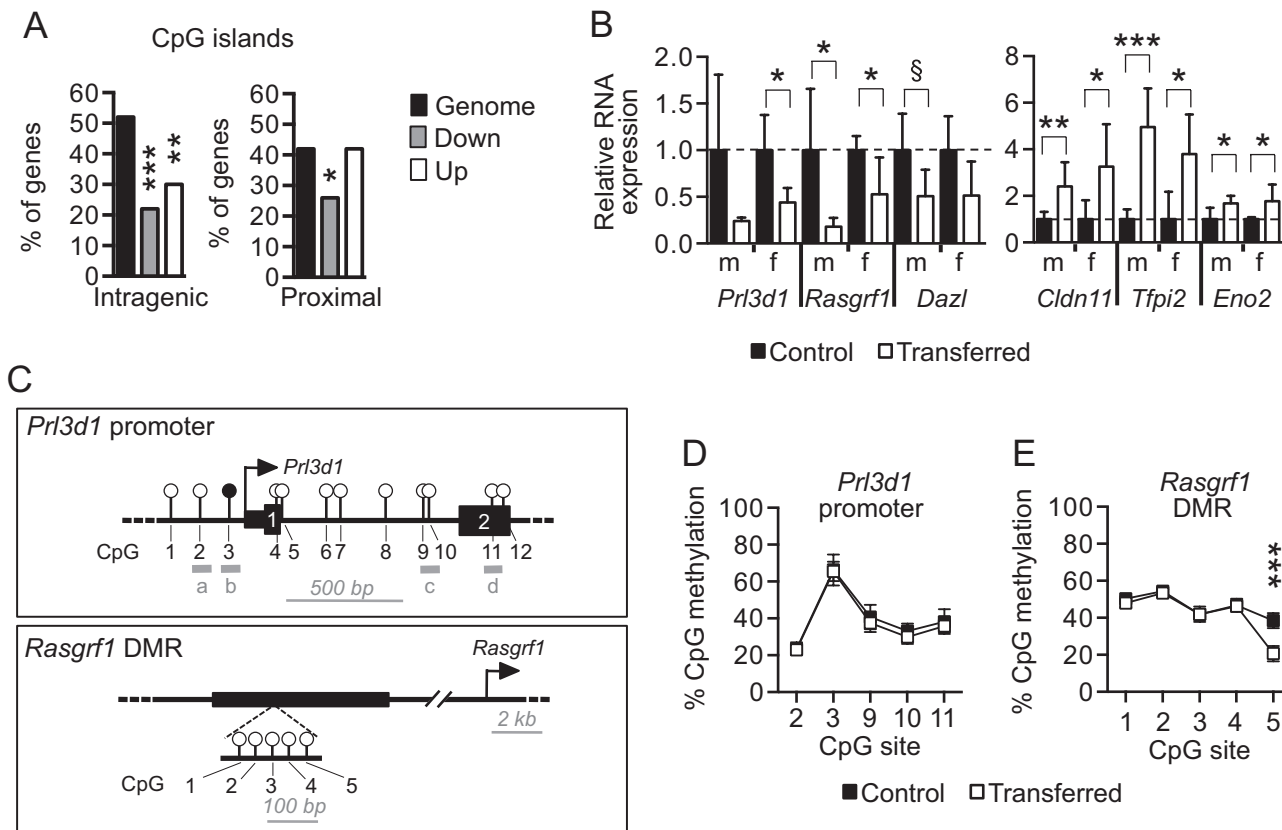 A
CpG islands
% of genes
60
50
40
30
20
10
0
***
**
Intragenic
% of genes
60
50
40
30
20
10
0
*
Proximal
Genome
Down
Up
B
Relative RNA
expression
2.0
1.5
1.0
0.5
0.0
* * * §
m f m f m f
Prl3d1 Rasgrf1 Dazl
8
6
4
2
0
** * *** * * *
m f m f m f
Cldn11 Tfpi2 Eno2
Control Transferred
C
Prl3d1 promoter
Prl3d1
1 2
CpG 1 2 3 4 5 6 7 8 9 10 11 12
a b 500 bp c d
Rasgrf1 DMR
Rasgrf1
2 kb
CpG 1 2 3 4 5
100 bp
D
Prl3d1
promoter
% CpG methylation
100
80
60
40
20
0
2 3 9 10 11
CpG site
E
Rasgrf1
DMR
% CpG methylation
100
80
60
40
20
0
***
1 2 3 4 5
CpG site
Control Transferred